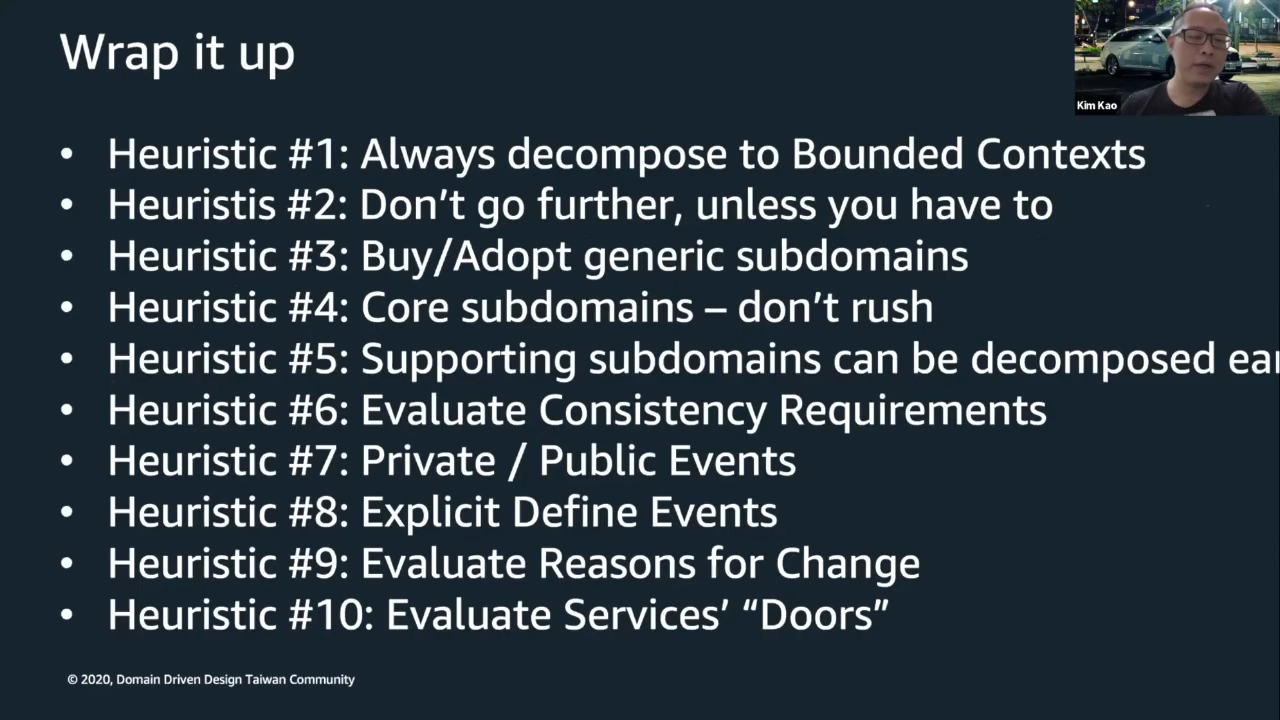 Wrap it up
Kim Kao
• Heuristic #1: Always decompose to Bounded Contexts
• Heuristis #2: Don’t go further, unless you have to
• Heuristic #3: Buy/Adopt generic subdomains
• Heuristic #4: Core subdomains – don’t rush
• Heuristic #5: Supporting subdomains can be decomposed
• Heuristic #6: Evaluate Consistency Requirements
• Heuristic #7: Private / Public Events
• Heuristic #8: Explicit Define Events
• Heuristic #9: Evaluate Reasons for Change
• Heuristic #10: Evaluate Services’ “Doors”
© 2020, Domain Driven Design Taiwan Community